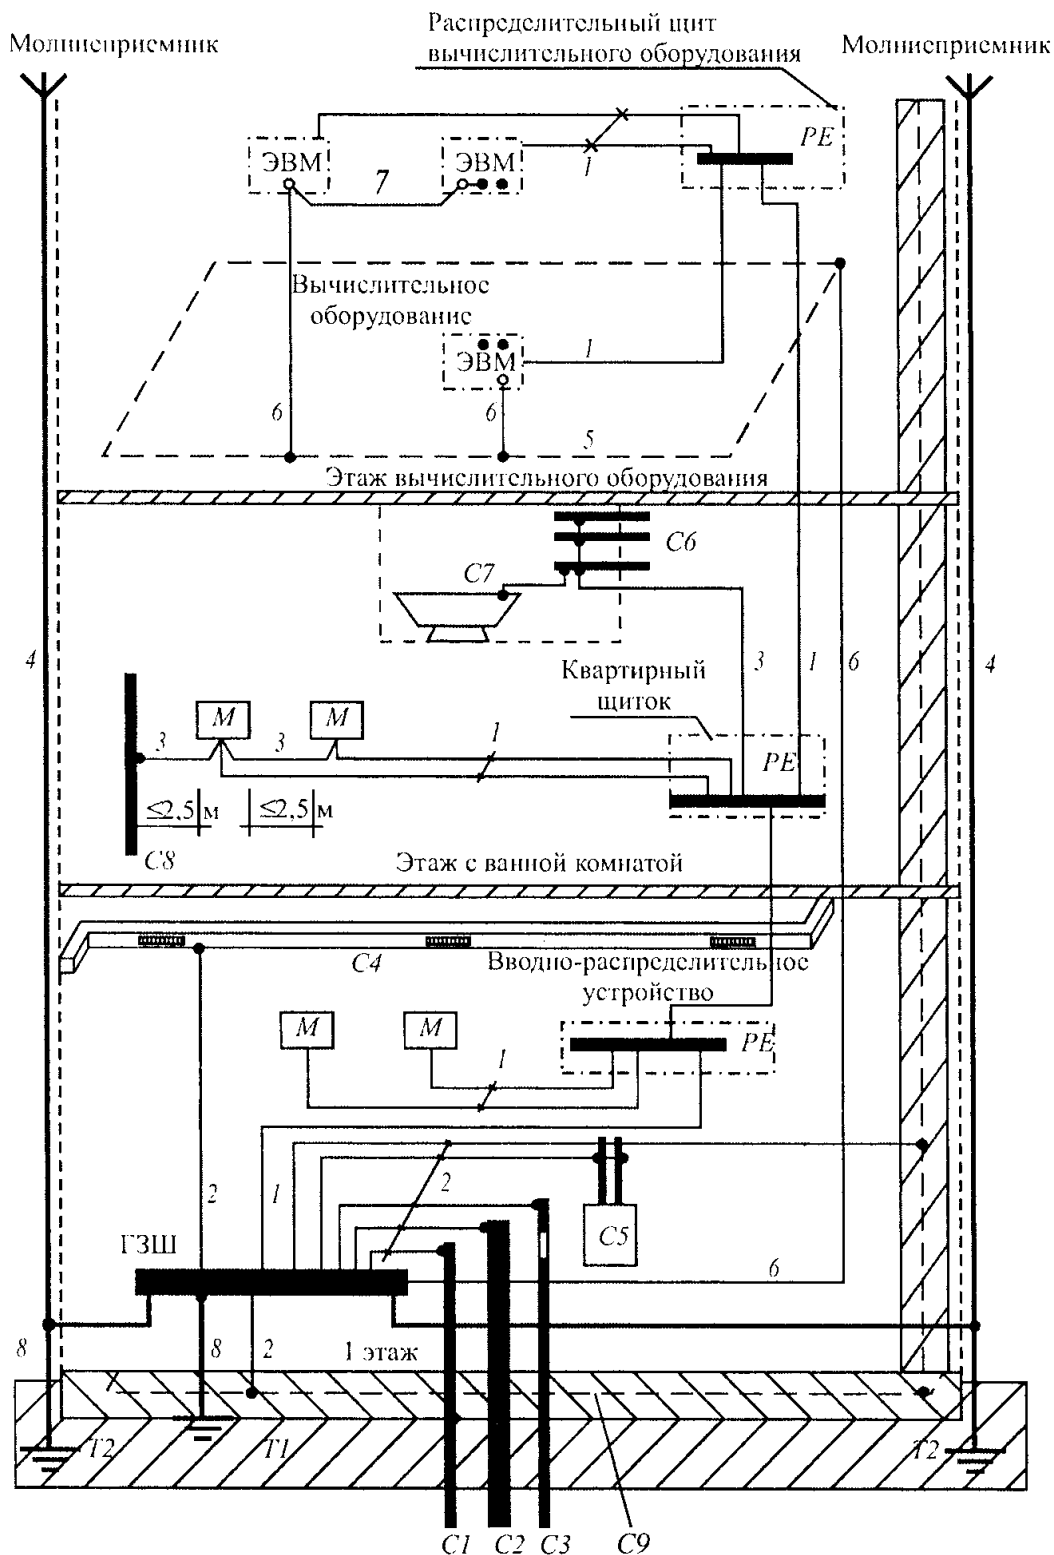 Распределительный щит
вычислительного оборудования
Молниеприемник
Молниеприемник
PE
ЭВМ
ЭВМ
7
1
Вычислительное
оборудование
ЭВМ
1
6
6
5
Этаж вычислительного оборудования
C6
C7
4
3
1
6
4
Квартирный
щиток
M
M
3
3
1
PE
≤2,5 м
≤2,5 м
C8
Этаж с ванной комнатой
C4
Вводно-распределительное
устройство
M
M
PE
1
2
1
2
C5
ГЗШ
6
8
8
2
1 этаж
T2
T1
T2
C1
C2
C3
C9